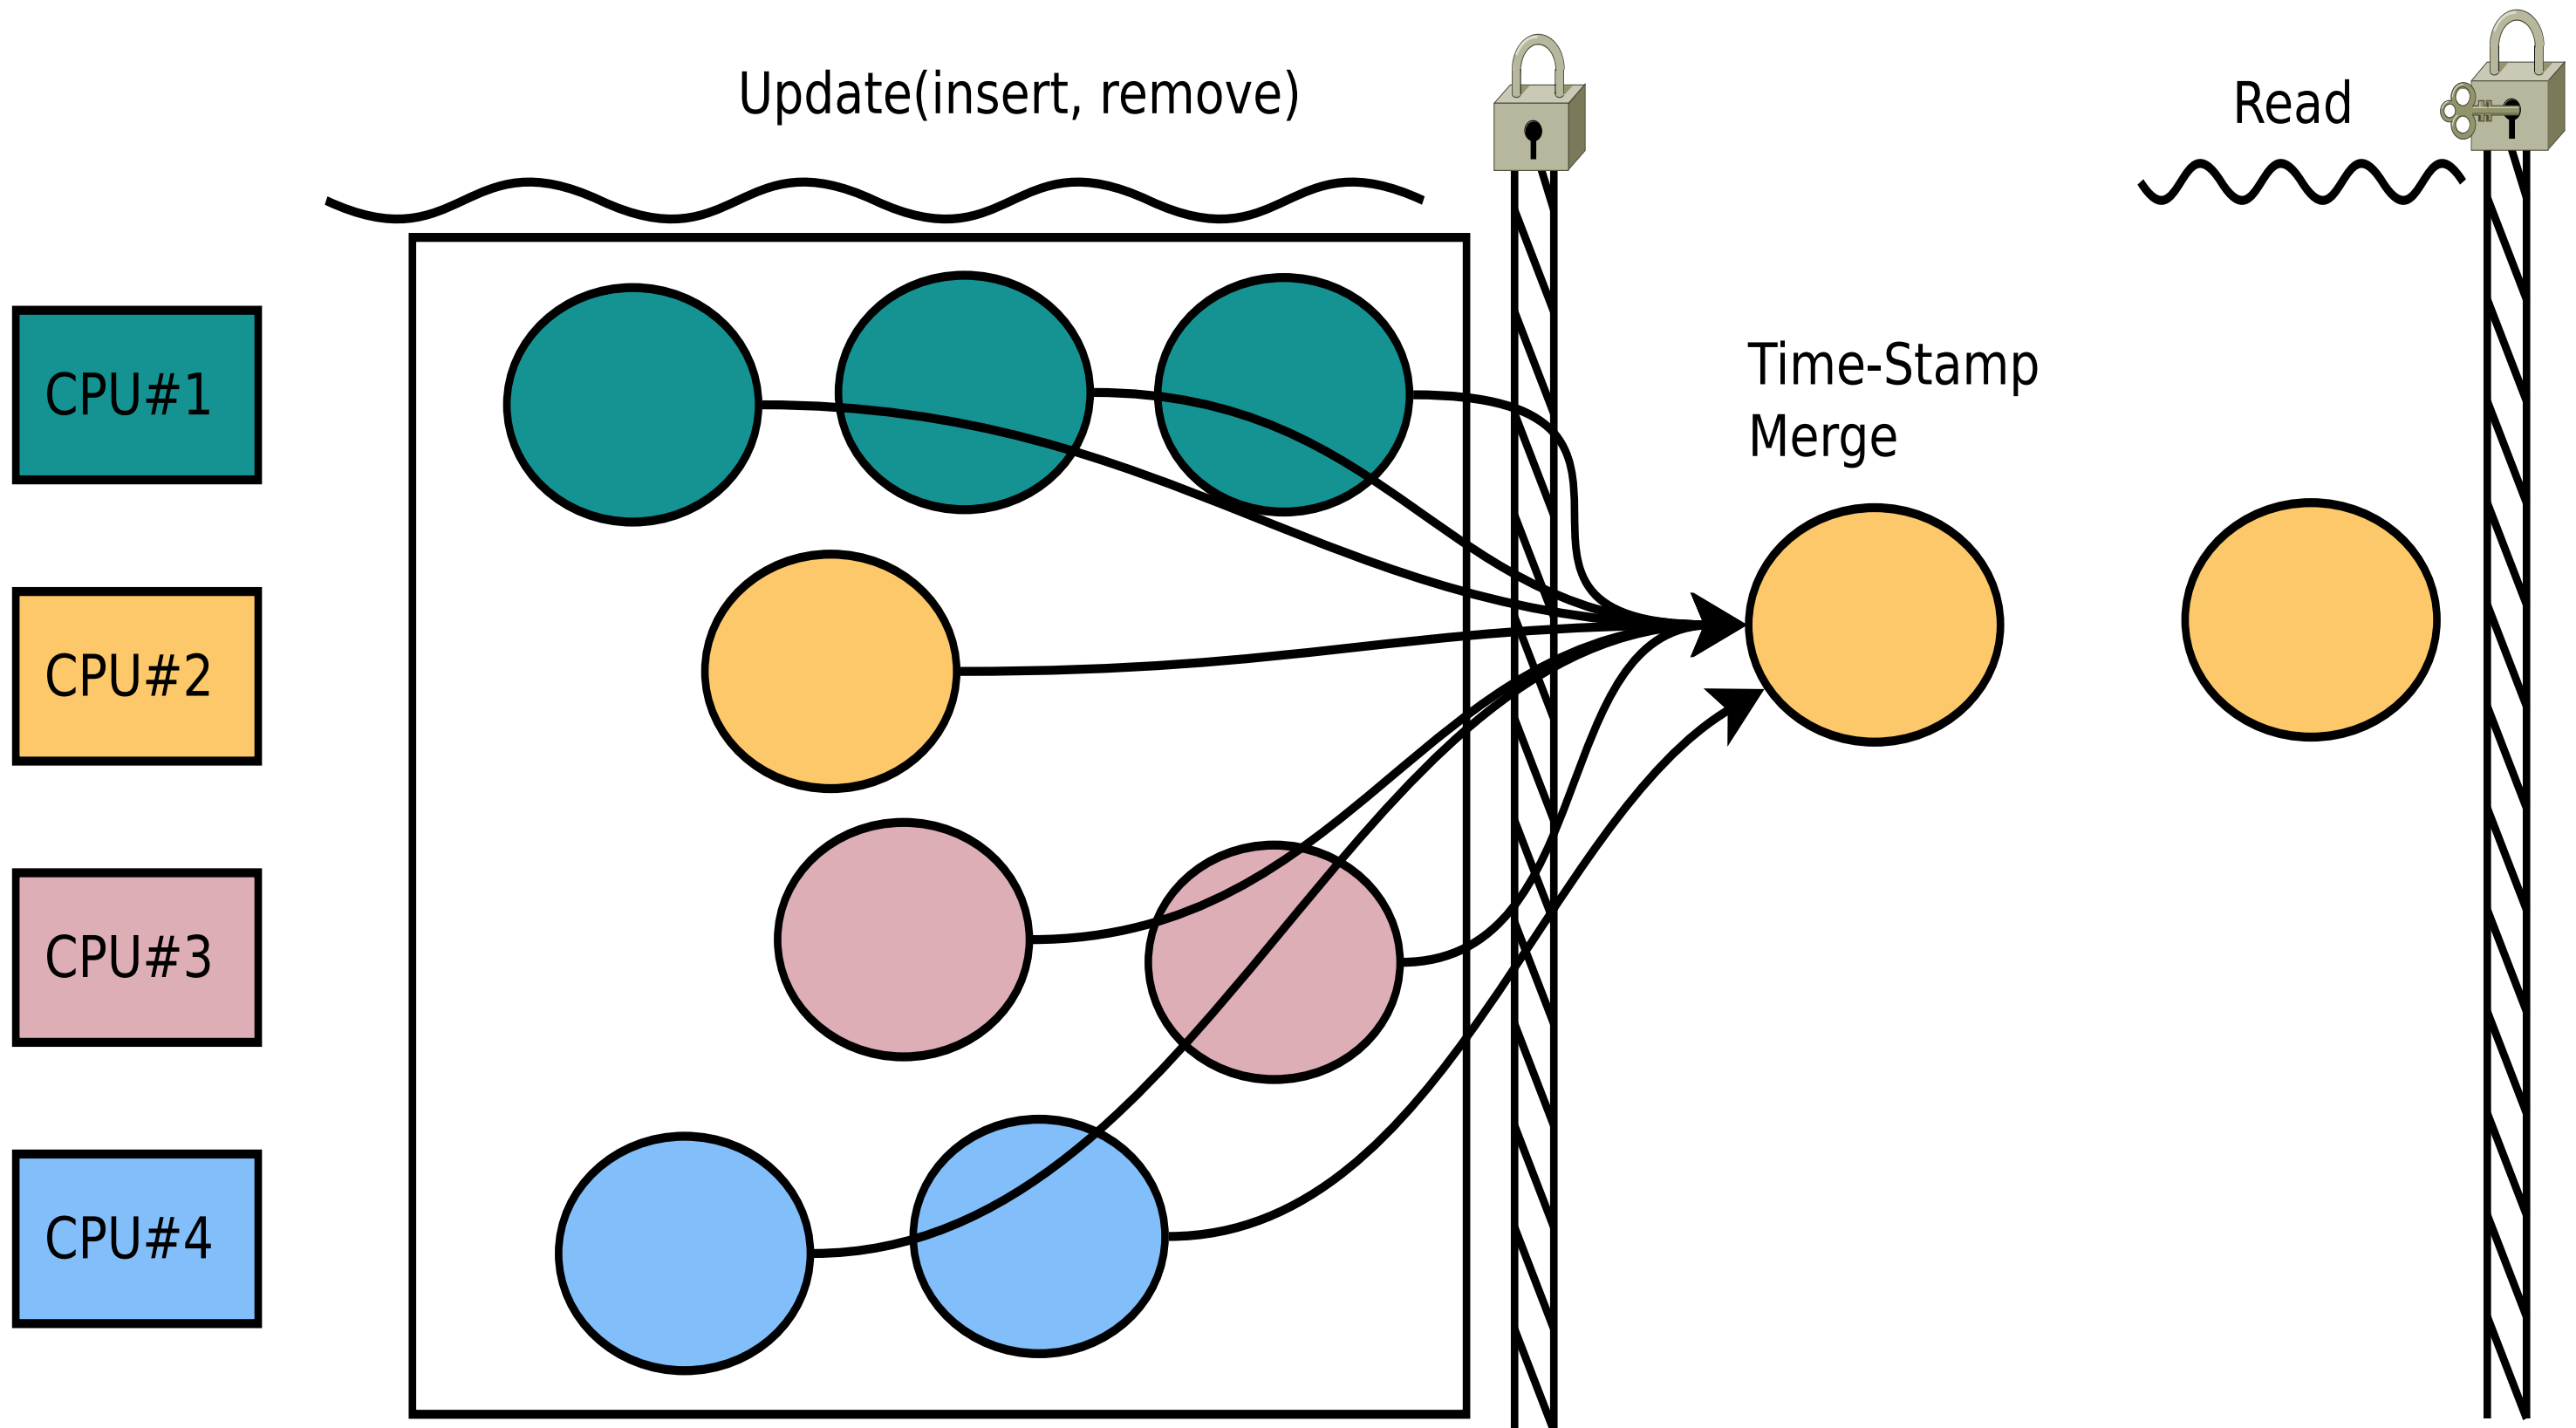 Update(insert, remove)
Read
CPU#1
Time-Stamp
Merge
CPU#2
CPU#3
CPU#4